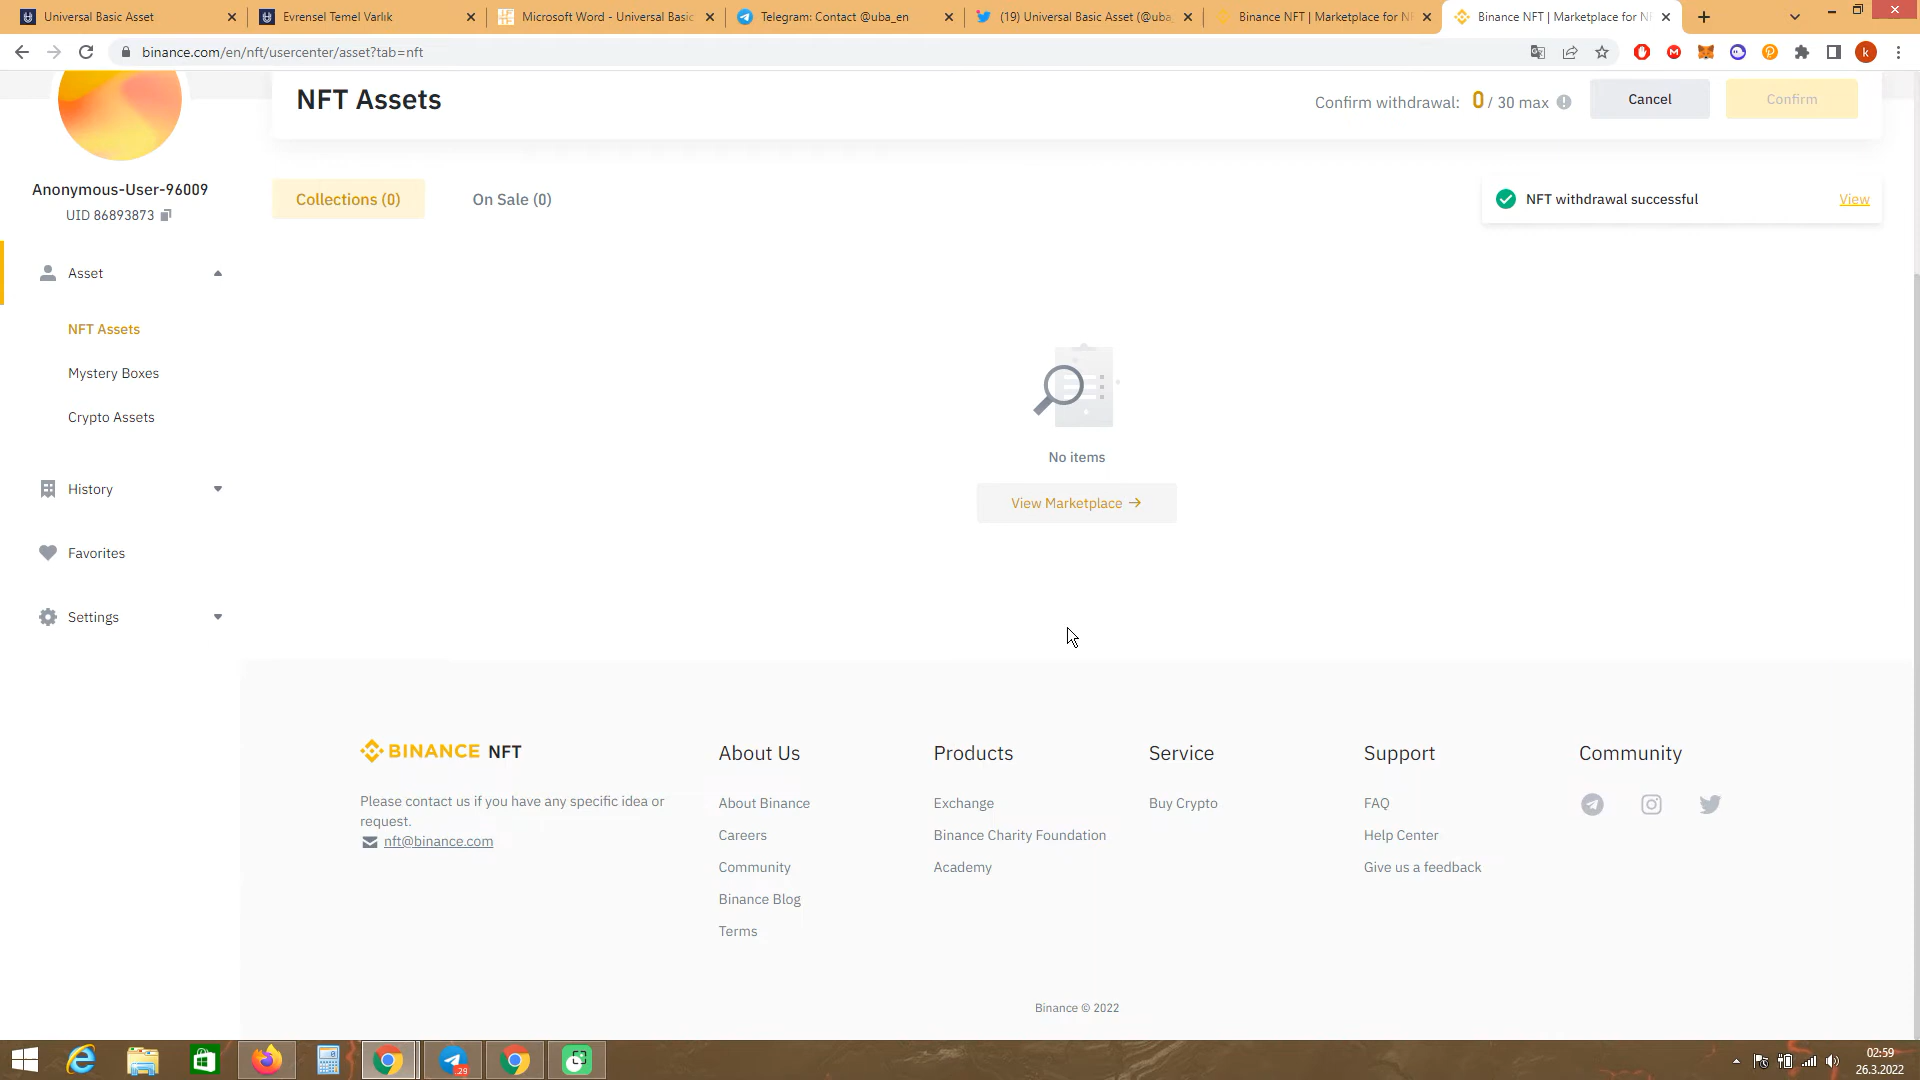 Universal Basic Asset
Evrensel Temel Varlık
Microsoft Word - Universal Basic
Telegram: Contact @uba_en
(19) Universal Basic Asset (@uba_
Binance NFT | Marketplace for NF
Binance NFT | Marketplace for NF
binance.com/en/nft/usercenter/asset?tab=nft
k
NFT Assets
Confirm withdrawal: 0 / 30 max
Cancel
Confirm
Anonymous-User-96009
UID 86893873
Collections (0)
On Sale (0)
NFT withdrawal successful
View
Asset
NFT Assets
Mystery Boxes
Crypto Assets
History
Favorites
Settings
No items
View Marketplace →
BINANCE NFT
Please contact us if you have any specific idea or
request.
nft@binance.com
About Us
About Binance
Careers
Community
Binance Blog
Terms
Products
Exchange
Binance Charity Foundation
Academy
Service
Buy Crypto
Support
FAQ
Help Center
Give us a feedback
Community
Binance © 2022
29
02:59
26.3.2022